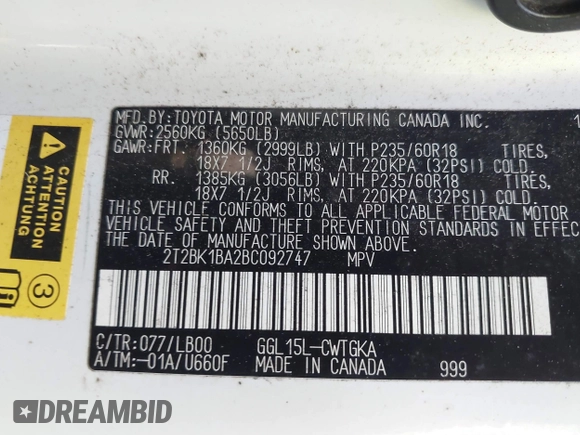 MFD.BY:TOYOTA MOTOR MANUFACTURING CANADA INC.
GVWR:2560KG (5650LB)
GAWR:FRT. 1360KG (2999LB) WITH P235/60R18 TIRES,
18X7 1/2J RIMS, AT 220KPA (32PSI) COLD.
RR. 1385KG (3056LB) WITH P235/60R18 TIRES,
18X7 1/2J RIMS, AT 220KPA (32PSI) COLD.
THIS VEHICLE CONFORMS TO ALL APPLICABLE FEDERAL MOTOR
VEHICLE SAFETY AND THEFT PREVENTION STANDARDS IN EFFEC
ON THE DATE OF MANUFACTURE SHOWN ABOVE.
2T2BK1BA2BC092747 MPV
C/TR:077/LB00 GGL15L-CWTGKA
A/TM:-01A/U660F MADE IN CANADA 999
CAUTION
ATTENTION
ACHTUNG
3
DREAMBID